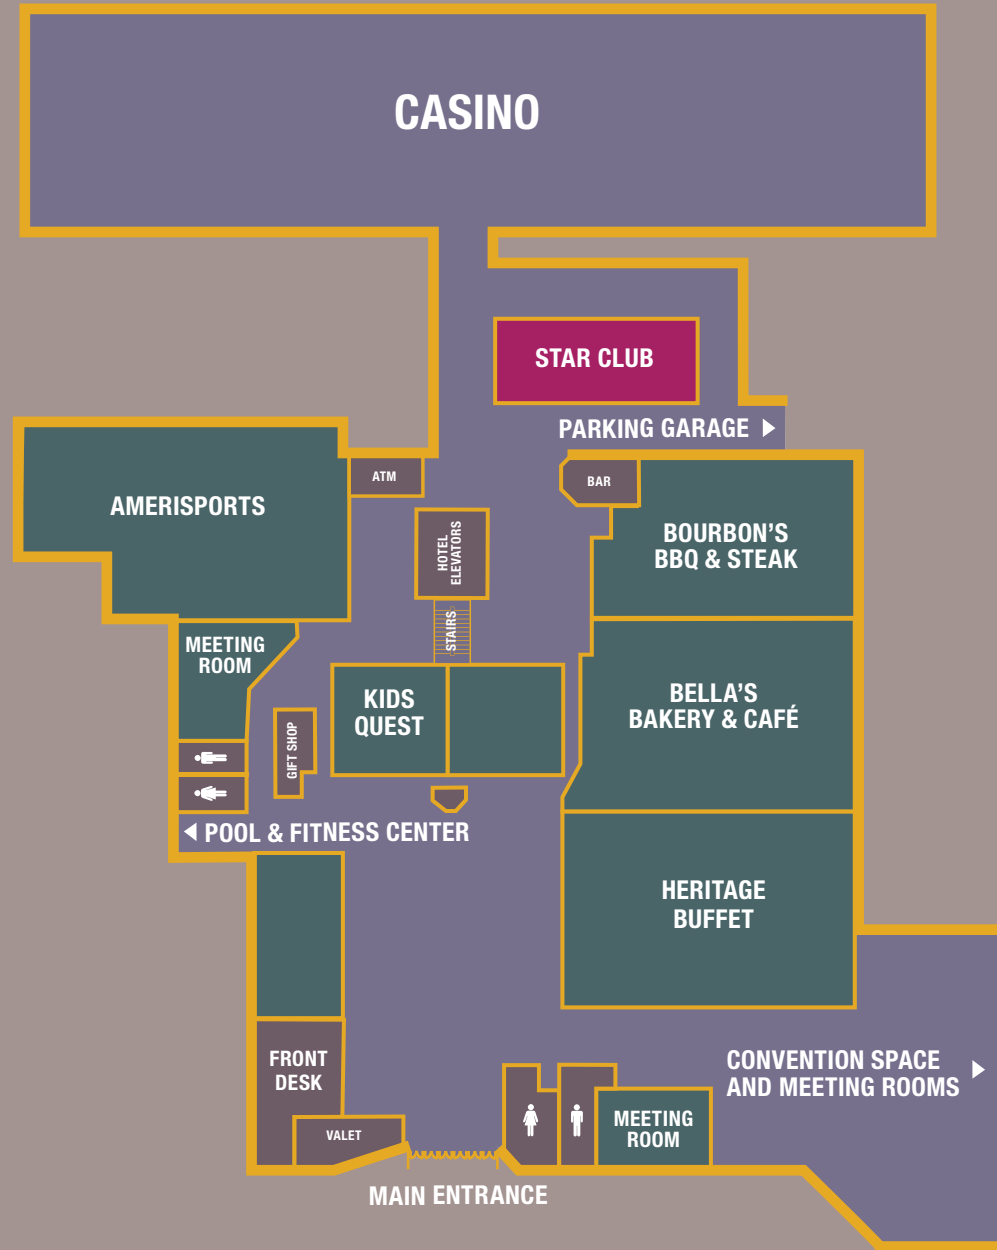 CASINO
STAR CLUB
PARKING GARAGE
ATM
BAR
AMERISPORTS
HOTEL
ELEVATORS
BOURBON'S
BBQ & STEAK
STAIRS
MEETING
ROOM
KIDS
QUEST
BELLA'S
BAKERY & CAFÉ
GIFT SHOP
POOL & FITNESS CENTER
HERITAGE
BUFFET
FRONT
DESK
CONVENTION SPACE
AND MEETING ROOMS
VALET
MEETING
ROOM
MAIN ENTRANCE